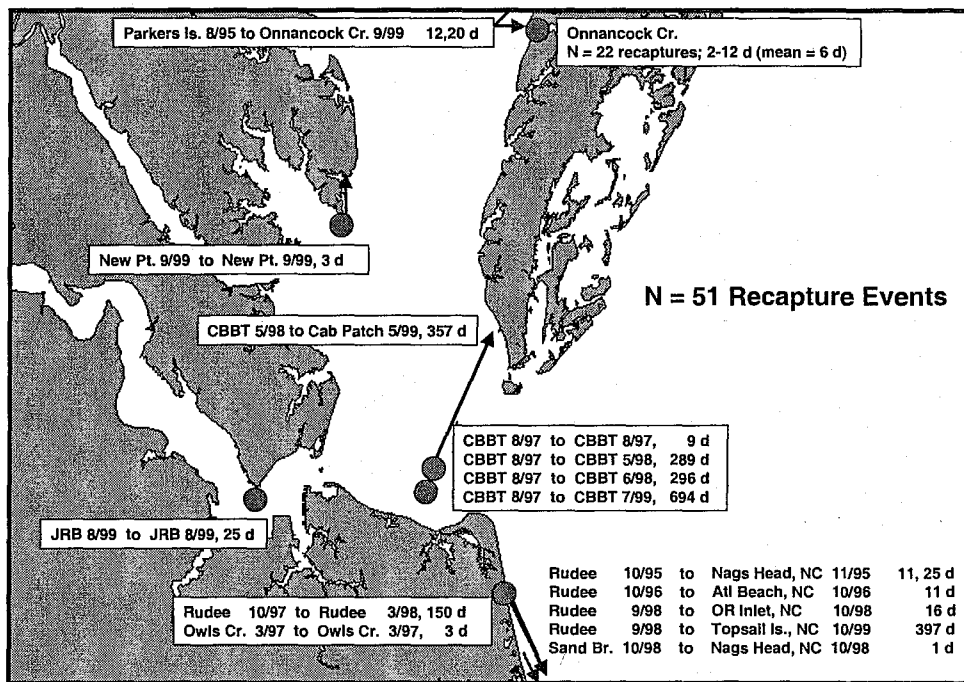 Parkers Is. 8/95 to Onnancock Cr. 9/99 12,20 d
Onnancock Cr.
N = 22 recaptures; 2-12 d (mean = 6 d)
New Pt. 9/99 to New Pt. 9/99, 3 d
N = 51 Recapture Events
CBBT 5/98 to Cab Patch 5/99, 357 d
CBBT 8/97 to CBBT 8/97, 9 d
CBBT 8/97 to CBBT 5/98, 289 d
CBBT 8/97 to CBBT 6/98, 296 d
CBBT 8/97 to CBBT 7/99, 694 d
JRB 8/99 to JRB 8/99, 25 d
Rudee 10/97 to Rudee 3/98, 150 d
Owls Cr. 3/97 to Owls Cr. 3/97, 3 d
Rudee 10/95 to Nags Head, NC 11/95 11, 25 d
Rudee 10/96 to Atl Beach, NC 10/96 11 d
Rudee 9/98 to OR Inlet, NC 10/98 16 d
Rudee 9/98 to Topsail Is., NC 10/99 397 d
Sand Br. 10/98 to Nags Head, NC 10/98 1 d